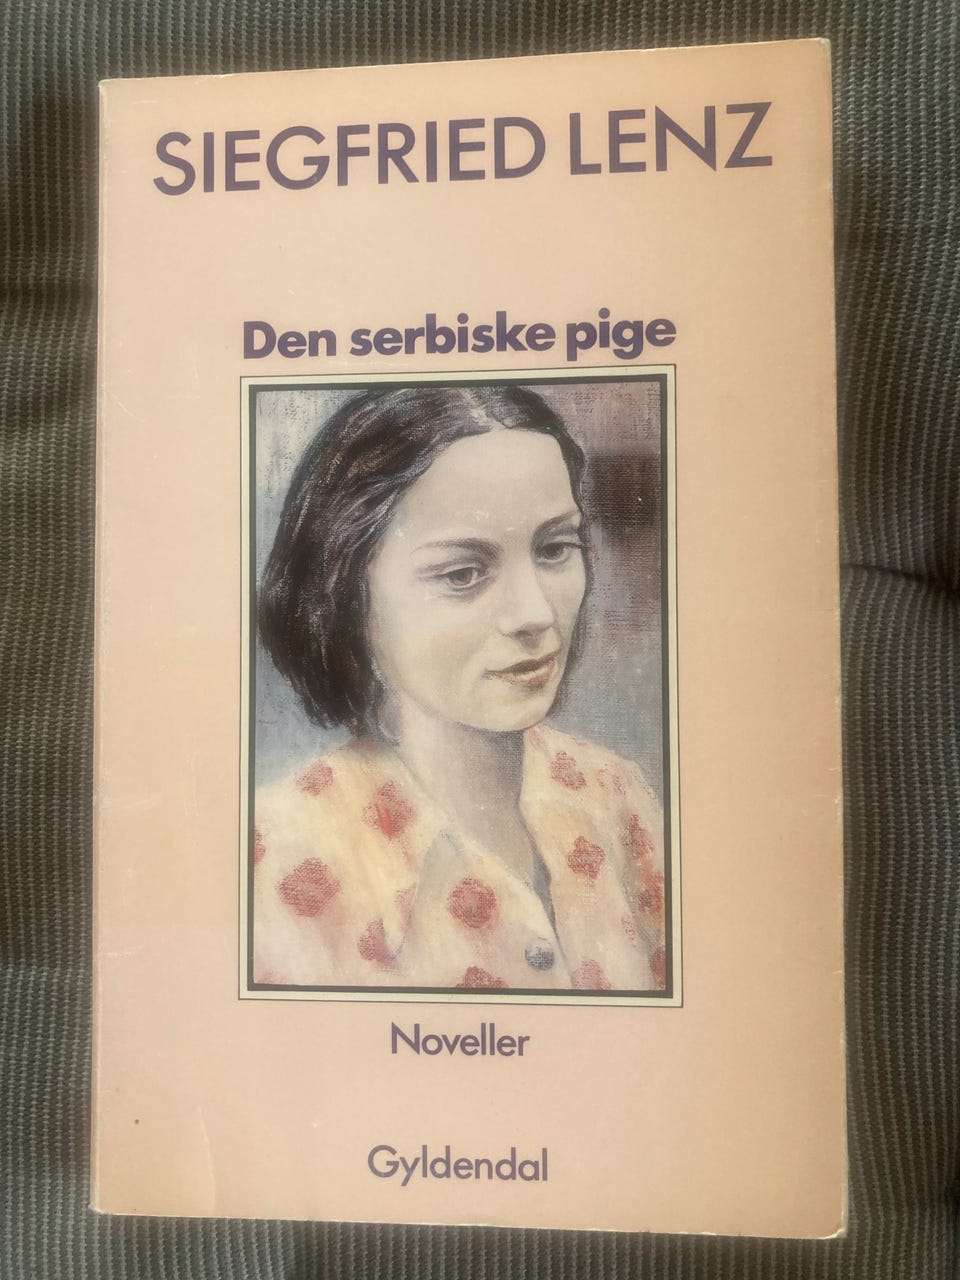 SIEGFRIED LENZ
Den serbiske pige
Noveller
Gyldendal